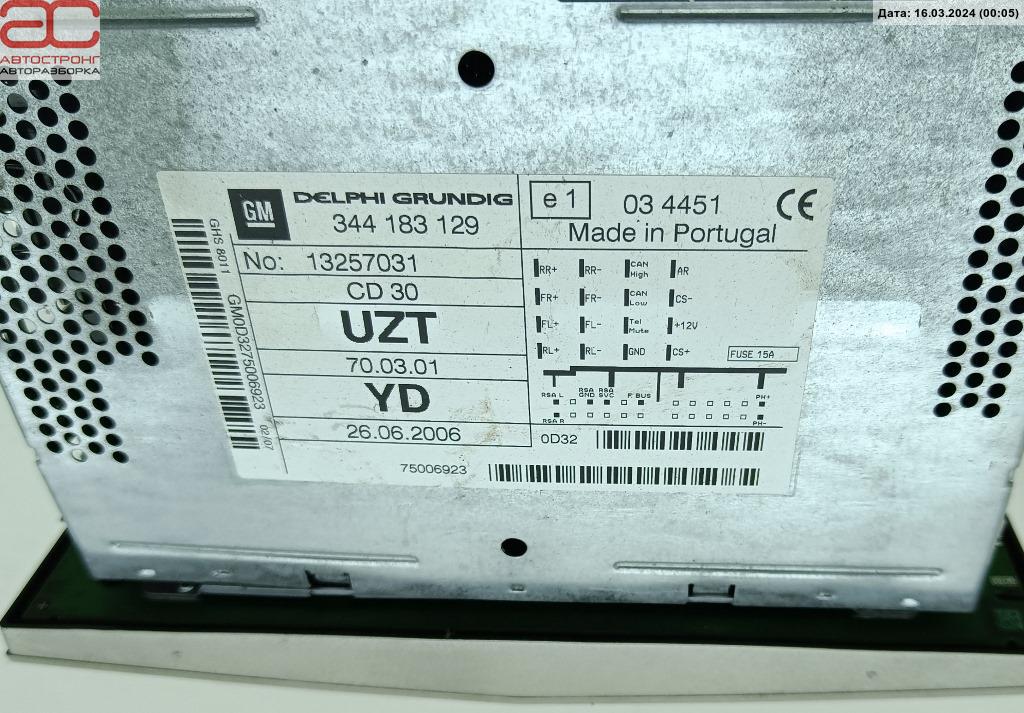 Дата: 16.03.2024 (00:05)
ac
АВТОСТРОНГ
АВТОРАЗБОРКА
GM
DELPHI GRUNDIG
344 183 129
No: 13257031
CD 30
UZT
70.03.01
YD
26.06.2006
GHS 8011
GM0D3275006923
02/07
e 1
03 4451
CE
Made in Portugal
RR+ RR- CAN High AR
FR+ FR- CAN Low CS-
FL+ FL- Tel Mute +12V
RL+ RL- GND CS+
FUSE 15A
RSA L RSA GND RSA SVC F. BUS PH+
RSA R PH-
0D32
75006923